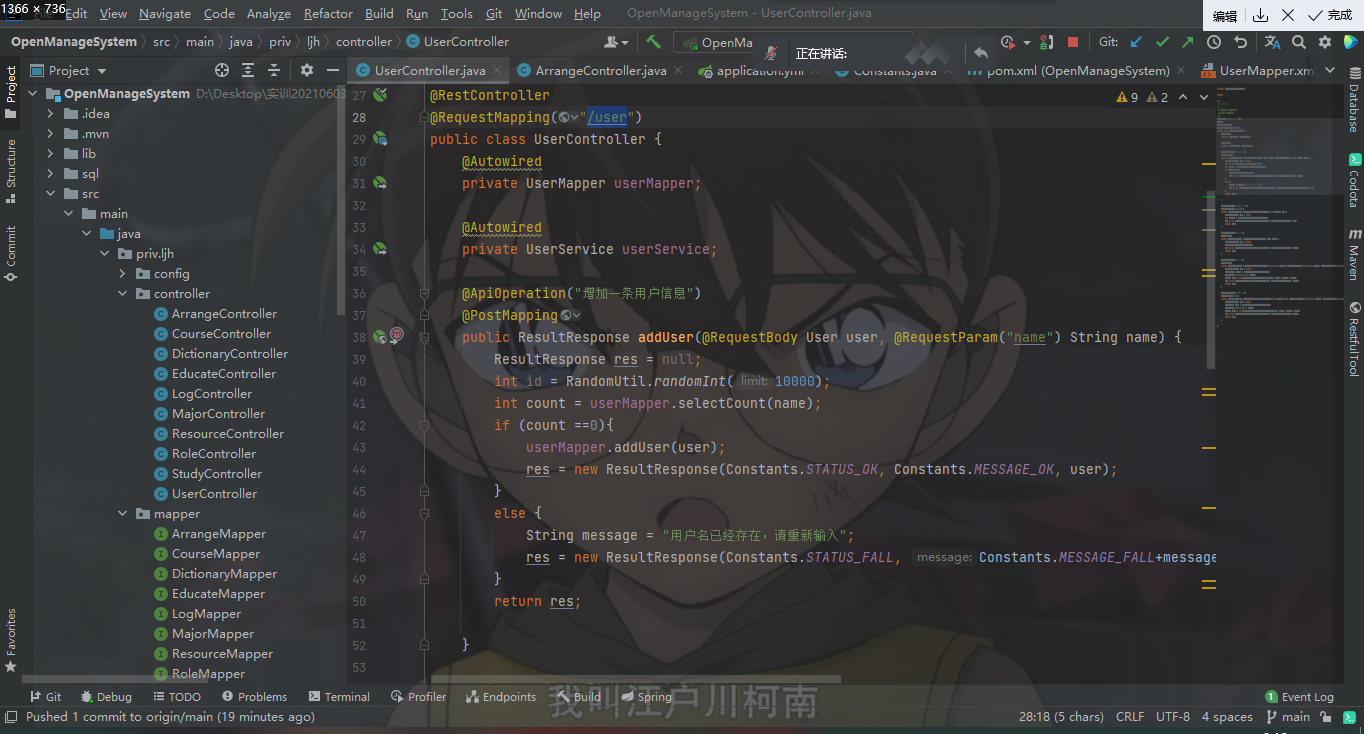 1366 × 736
Edit View Navigate Code Analyze Refactor Build Run Tools Git Window Help OpenManageSystem - UserController.java
编辑 完成
OpenManageSystem src main java priv ljh controller UserController OpenMa 正在讲话: Git:
Project
UserController.java ArrangeController.java application.yml Constants.java pom.xml (OpenManageSystem) UserMapper.xm
OpenManageSystem D:\Desktop\实训20210603
.idea
.mvn
lib
sql
src
main
java
priv.ljh
config
controller
ArrangeController
CourseController
DictionaryController
EducateController
LogController
MajorController
ResourceController
RoleController
StudyController
UserController
mapper
ArrangeMapper
CourseMapper
DictionaryMapper
EducateMapper
LogMapper
MajorMapper
ResourceMapper
RoleMapper
Project
Structure
Commit
Favorites
9 2
27 @RestController
28 @RequestMapping("/user")
29 public class UserController {
30 @Autowired
31 private UserMapper userMapper;
32
33 @Autowired
34 private UserService userService;
35
36 @ApiOperation("增加一条用户信息")
37 @PostMapping
38 public ResultResponse addUser(@RequestBody User user, @RequestParam("name") String name) {
39 ResultResponse res = null;
40 int id = RandomUtil.randomInt( limit: 10000);
41 int count = userMapper.selectCount(name);
42 if (count ==0){
43 userMapper.addUser(user);
44 res = new ResultResponse(Constants.STATUS_OK, Constants.MESSAGE_OK, user);
45 }
46 else {
47 String message = "用户名已经存在，请重新输入";
48 res = new ResultResponse(Constants.STATUS_FALL, message: Constants.MESSAGE_FALL+message
49 }
50 return res;
51
52 }
53
Database
Codota
Maven
RestfulTool
我叫江户川柯南
Git Debug TODO Problems Terminal Profiler Endpoints Build Spring 1 Event Log
Pushed 1 commit to origin/main (19 minutes ago) 28:18 (5 chars) CRLF UTF-8 4 spaces main